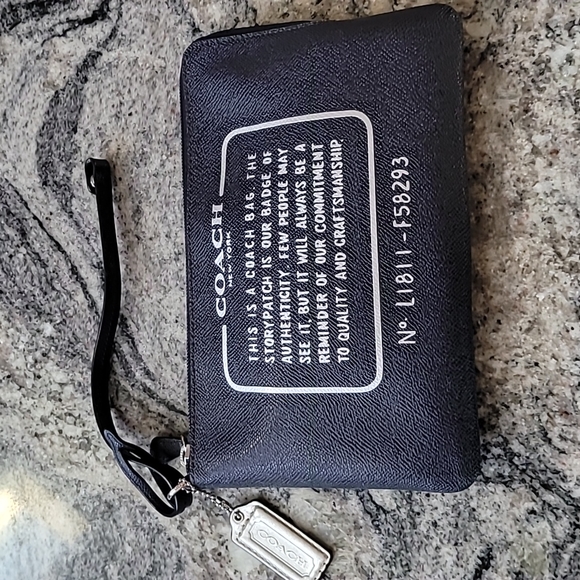 COACH
NEW YORK
THIS IS A COACH BAG. THE
STORYPATCH IS OUR BADGE OF
AUTHENTICITY. FEW PEOPLE MAY
SEE IT, BUT IT WILL ALWAYS BE A
REMINDER OF OUR COMMITMENT
TO QUALITY AND CRAFTSMANSHIP.
Nº L1811-F58293
COACH